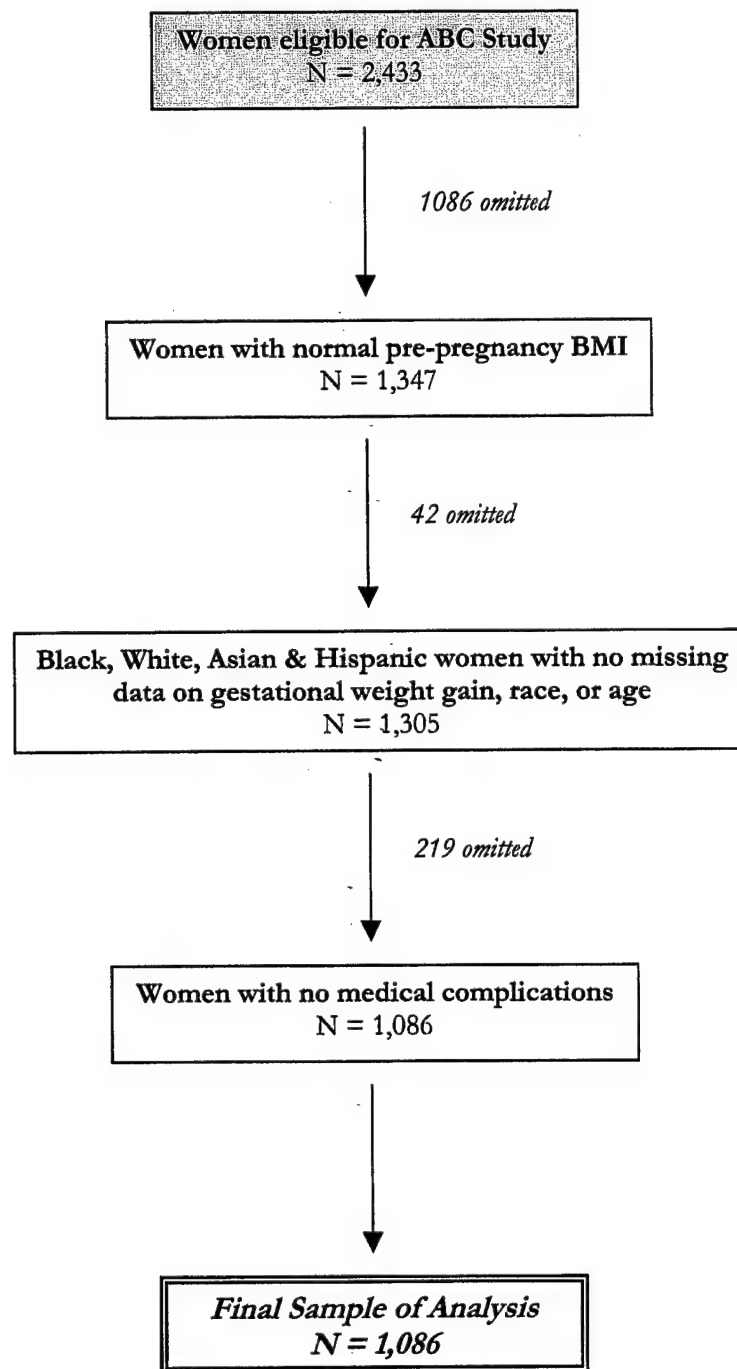 Women eligible for ABC Study
N = 2,433
1086 omitted
Women with normal pre-pregnancy BMI
N = 1,347
42 omitted
Black, White, Asian & Hispanic women with no missing
data on gestational weight gain, race, or age
N = 1,305
219 omitted
Women with no medical complications
N = 1,086
Final Sample of Analysis
N = 1,086